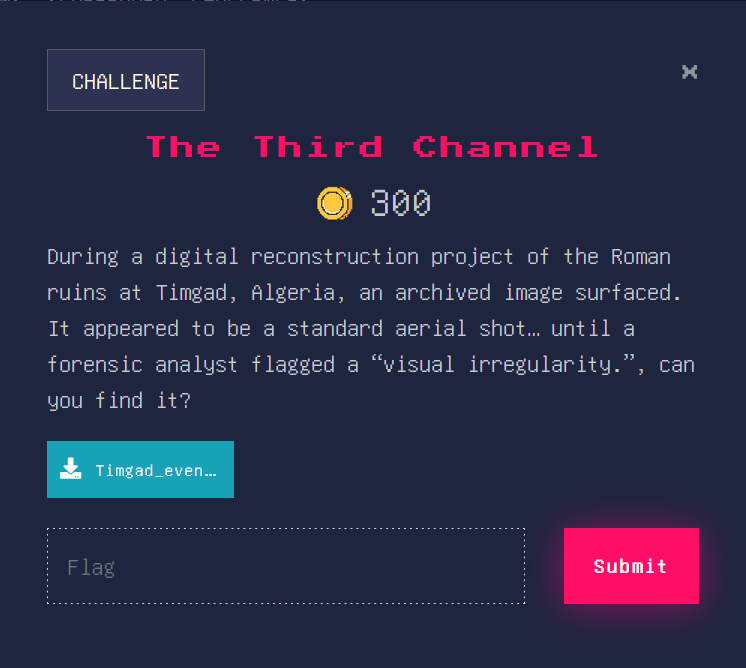 CHALLENGE
×
The Third Channel
300
During a digital reconstruction project of the Roman
ruins at Timgad, Algeria, an archived image surfaced.
It appeared to be a standard aerial shot… until a
forensic analyst flagged a “visual irregularity.”, can
you find it?
Timgad_even…
Flag
Submit